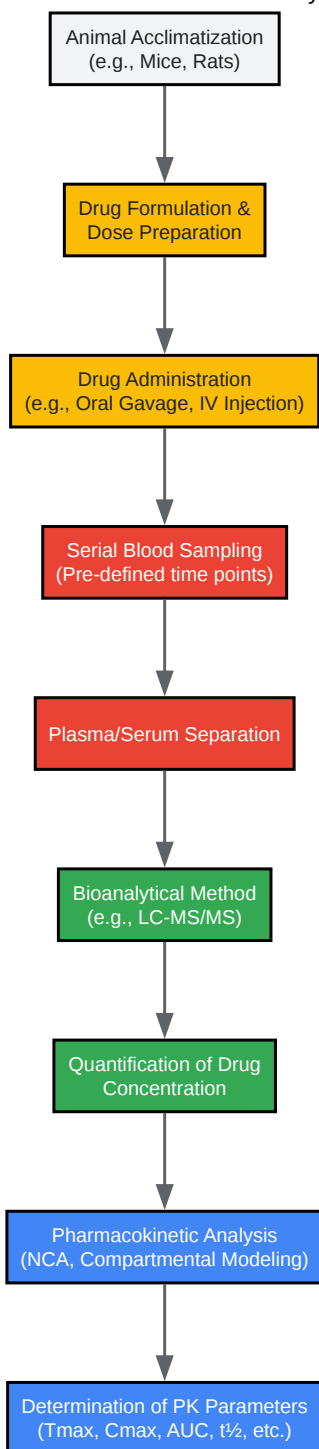 Animal Acclimatization
(e.g., Mice, Rats)
Drug Formulation &
Dose Preparation
Drug Administration
(e.g., Oral Gavage, IV Injection)
Serial Blood Sampling
(Pre-defined time points)
Plasma/Serum Separation
Bioanalytical Method
(e.g., LC-MS/MS)
Quantification of Drug
Concentration
Pharmacokinetic Analysis
(NCA, Compartmental Modeling)
Determination of PK Parameters
(Tmax, Cmax, AUC, t½, etc.)